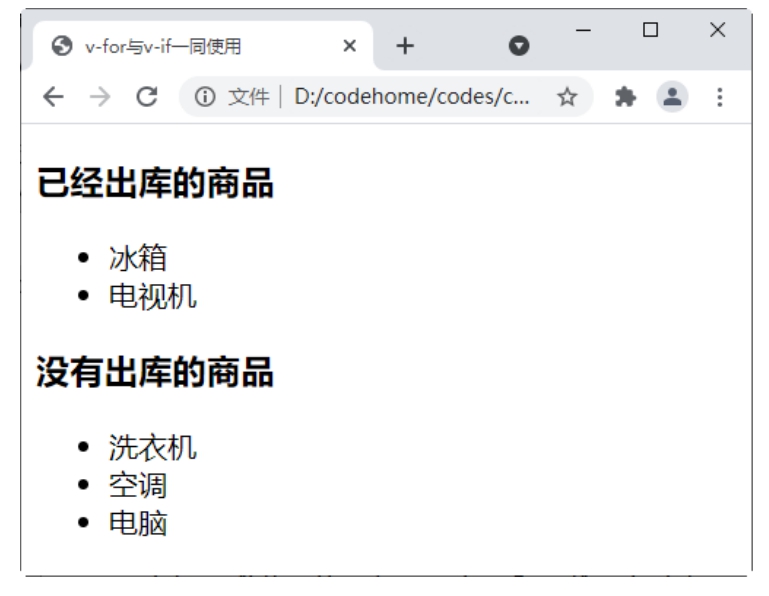 v-for与v-if一同使用
文件 | D:/codehome/codes/c...
已经出库的商品
冰箱
电视机
没有出库的商品
洗衣机
空调
电脑